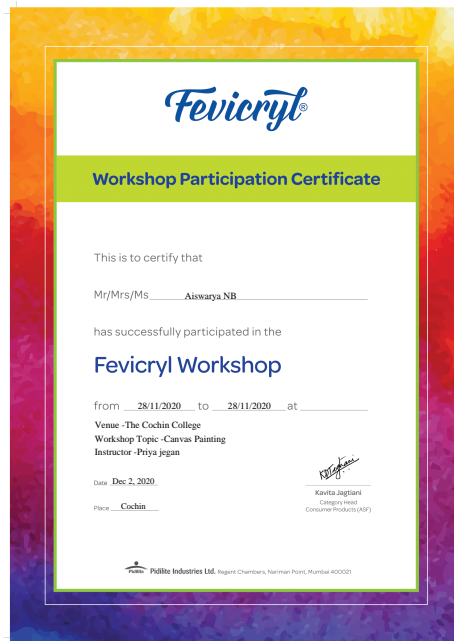 Fevicryl®
Workshop Participation Certificate
This is to certify that
Mr/Mrs/Ms Aiswarya NB
has successfully participated in the
Fevicryl Workshop
from 28/11/2020 to 28/11/2020 at
Venue -The Cochin College
Workshop Topic -Canvas Painting
Instructor -Priya jegan
Date Dec 2, 2020
Place Cochin
KDJagtiani
Kavita Jagtiani
Category Head
Consumer Products (ASF)
Pidilite Pidilite Industries Ltd. Regent Chambers, Nariman Point, Mumbai 400021